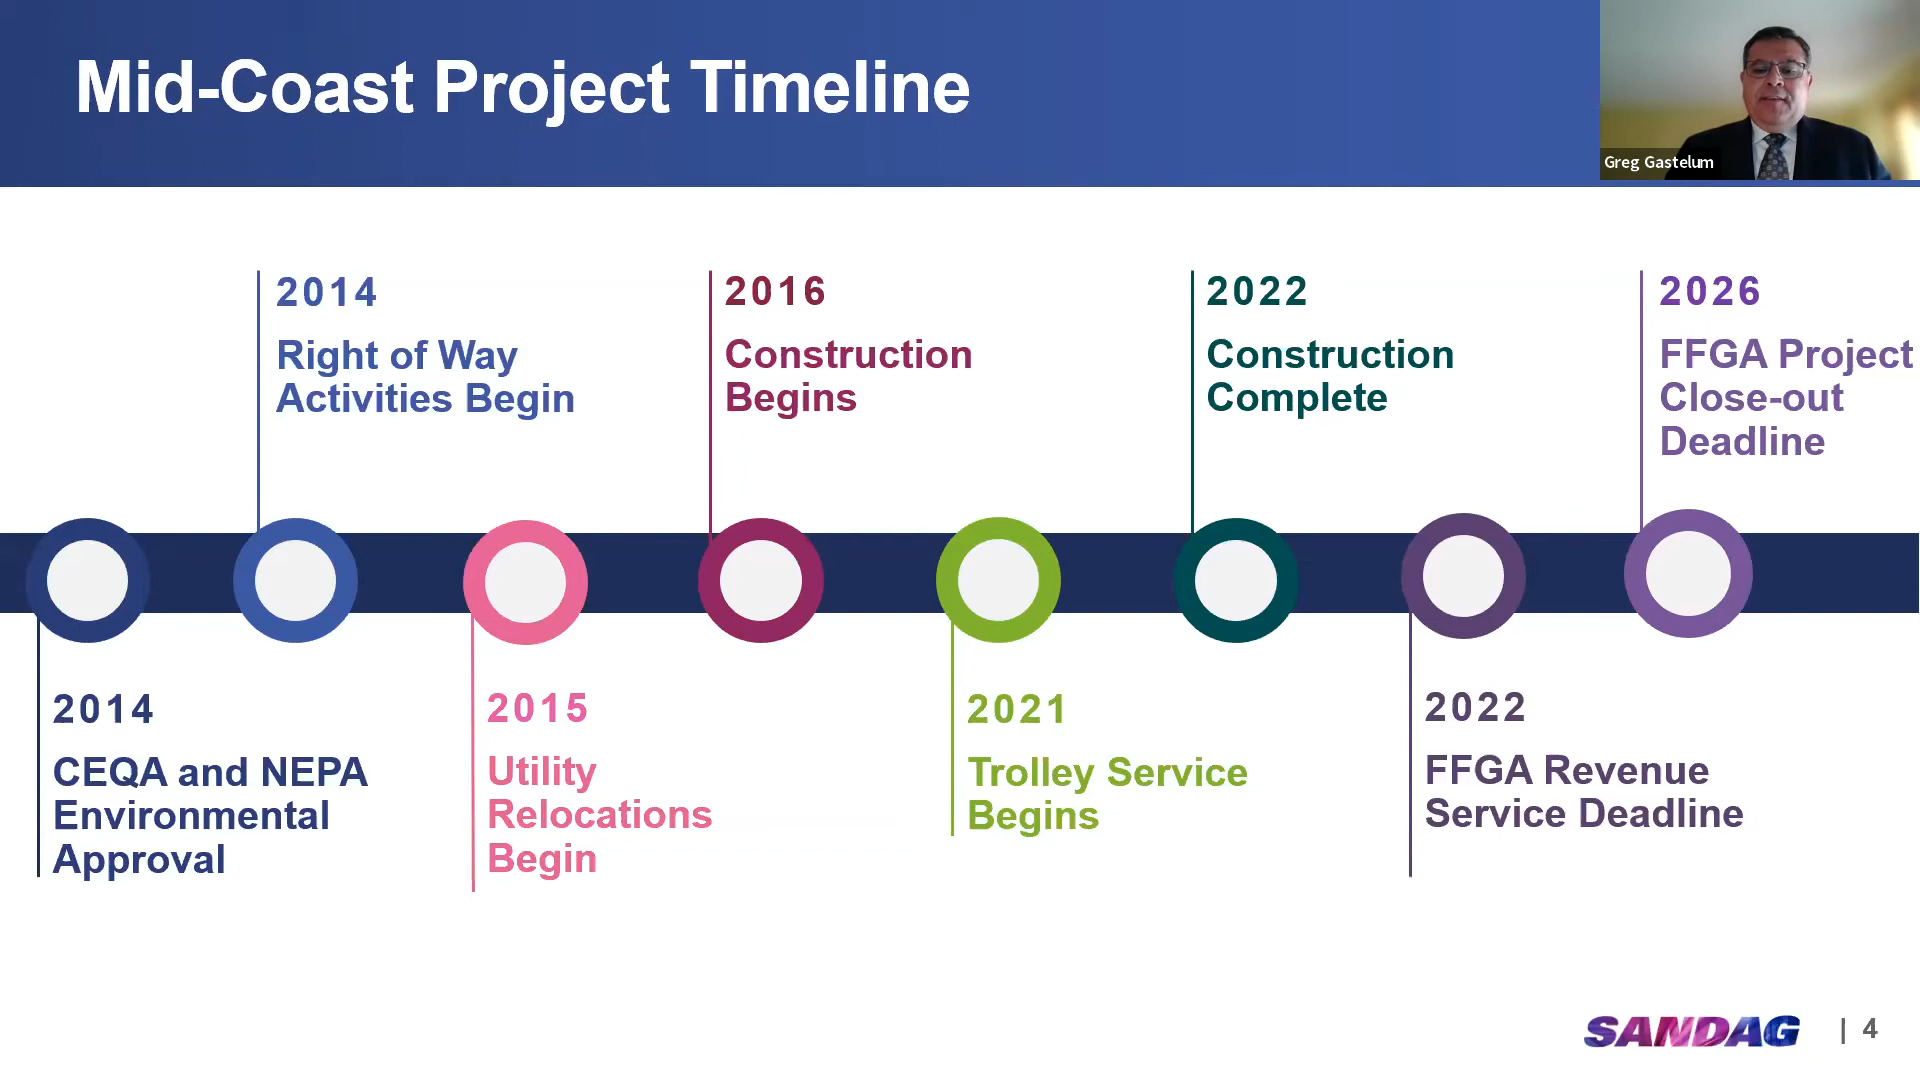 Mid-Coast Project Timeline
Greg Gastelum
2014
Right of Way
Activities Begin
2016
Construction
Begins
2022
Construction
Complete
2026
FFGA Project
Close-out
Deadline
2014
CEQA and NEPA
Environmental
Approval
2015
Utility
Relocations
Begin
2021
Trolley Service
Begins
2022
FFGA Revenue
Service Deadline
SANDAG | 4